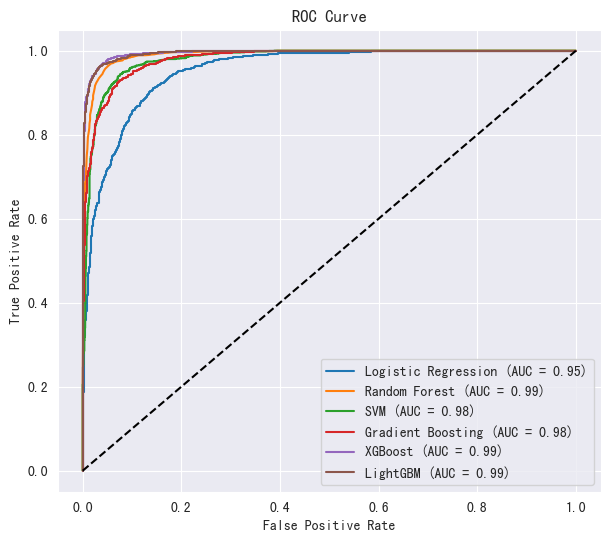 ROC Curve
1.0
0.8
0.6
0.4
0.2
0.0
True Positive Rate
Logistic Regression (AUC = 0.95)
Random Forest (AUC = 0.99)
SVM (AUC = 0.98)
Gradient Boosting (AUC = 0.98)
XGBoost (AUC = 0.99)
LightGBM (AUC = 0.99)
0.0 0.2 0.4 0.6 0.8 1.0
False Positive Rate